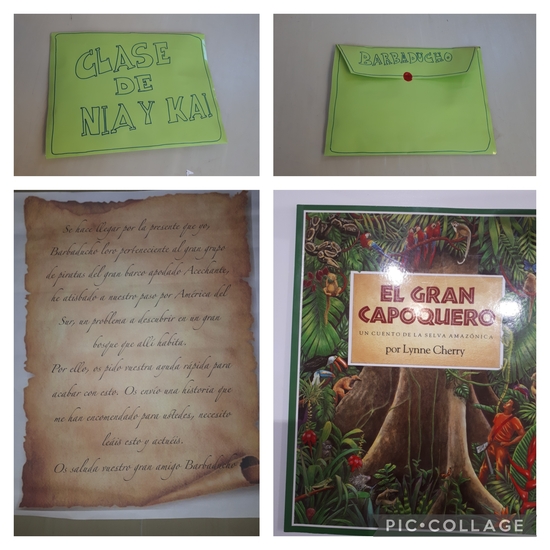 CLASE
DE
NIA Y KAI
BARBADUCHO
Se hace llegar por la presente que yo,
Barbaducho loro perteneciente al gran grupo
de piratas del gran barco apodado Acechante,
he atisbado a nuestro paso por América del
Sur, un problema a descubrir en un gran
bosque que allí habita.
Por ello, os pido vuestra ayuda rápida para
acabar con esto. Os envío una historia que
me han encomendado para ustedes, necesito
leáis esto y actuéis.
Os saluda vuestro gran amigo Barbaducho
EL GRAN
CAPOQUERO
UN CUENTO DE LA SELVA AMAZÓNICA
por Lynne Cherry
PIC•COLLAGE